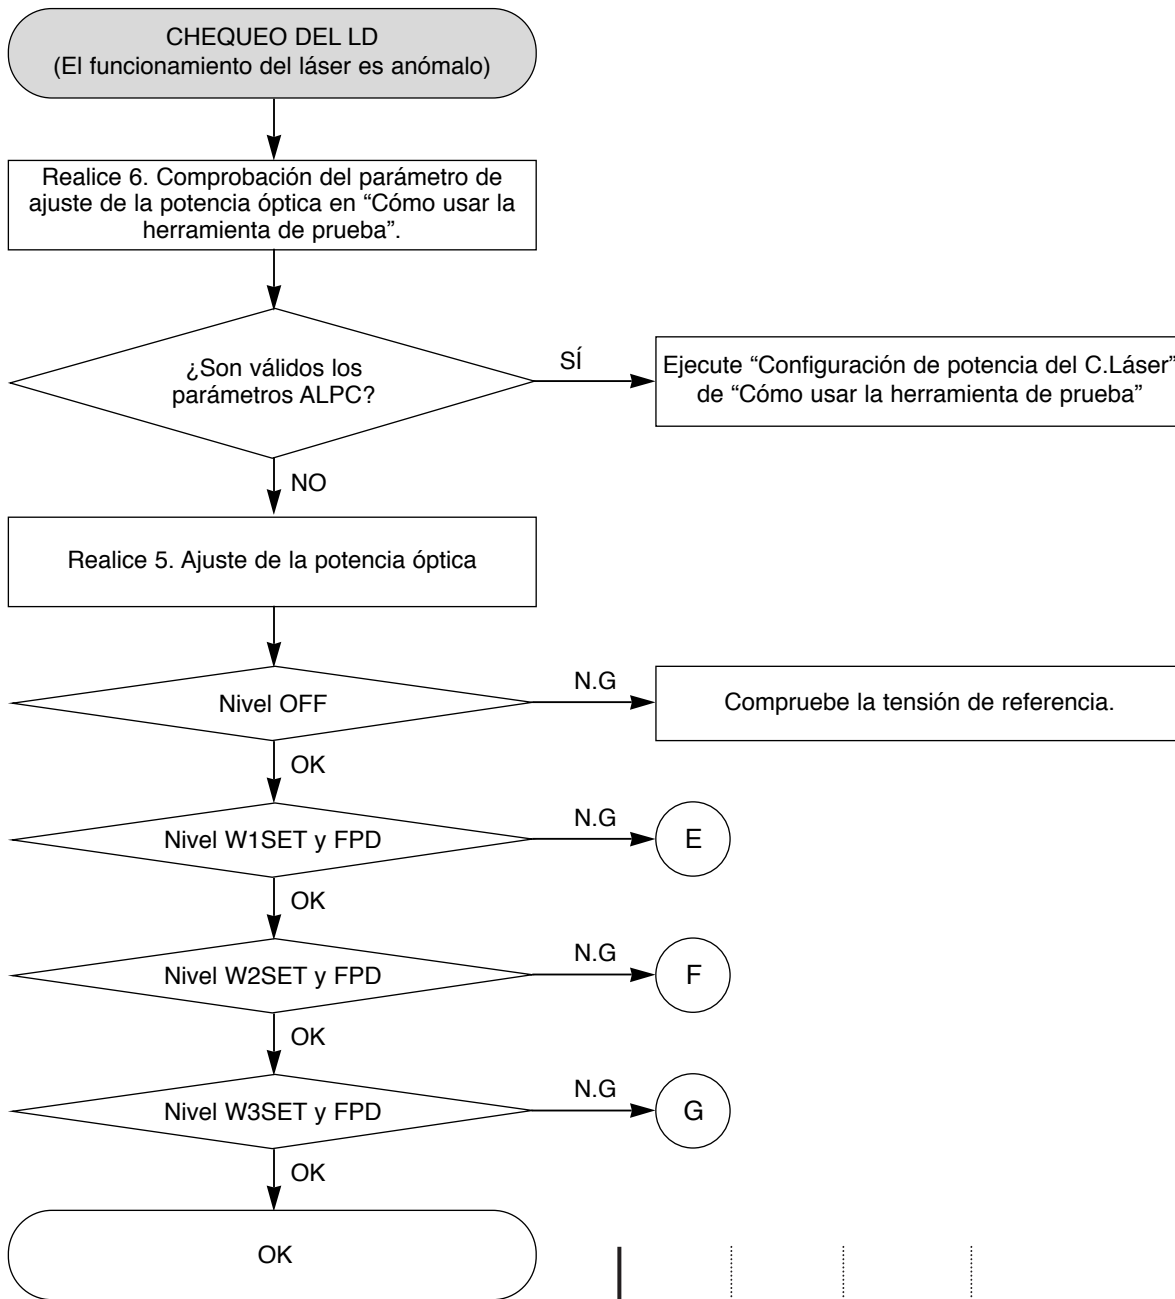 CHEQUEO DEL LD
(El funcionamiento del láser es anómalo)
Realice 6. Comprobación del parámetro de
ajuste de la potencia óptica en “Cómo usar la
herramienta de prueba”.
¿Son válidos los
parámetros ALPC?
SÍ
Ejecute “Configuración de potencia del C.Láser”
de “Cómo usar la herramienta de prueba”
NO
Realice 5. Ajuste de la potencia óptica
Nivel OFF
N.G
Compruebe la tensión de referencia.
OK
Nivel W1SET y FPD
N.G
E
OK
Nivel W2SET y FPD
N.G
F
OK
Nivel W3SET y FPD
N.G
G
OK
OK